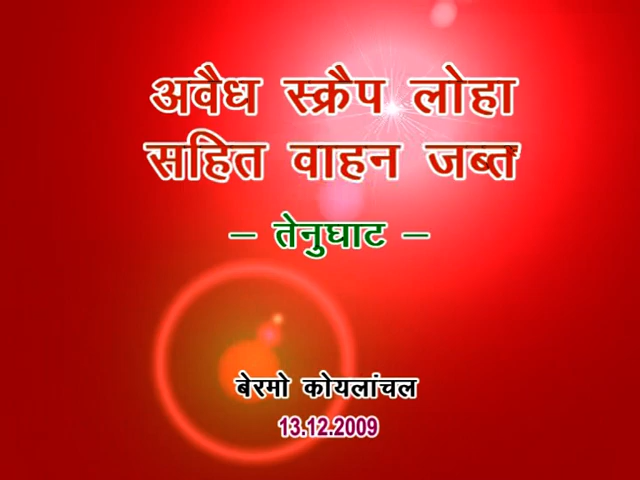 अवैध स्क्रैप लोहा
सहित वाहन जब्त
– तेनुघाट –
बेरमो कोयलांचल
13.12.2009